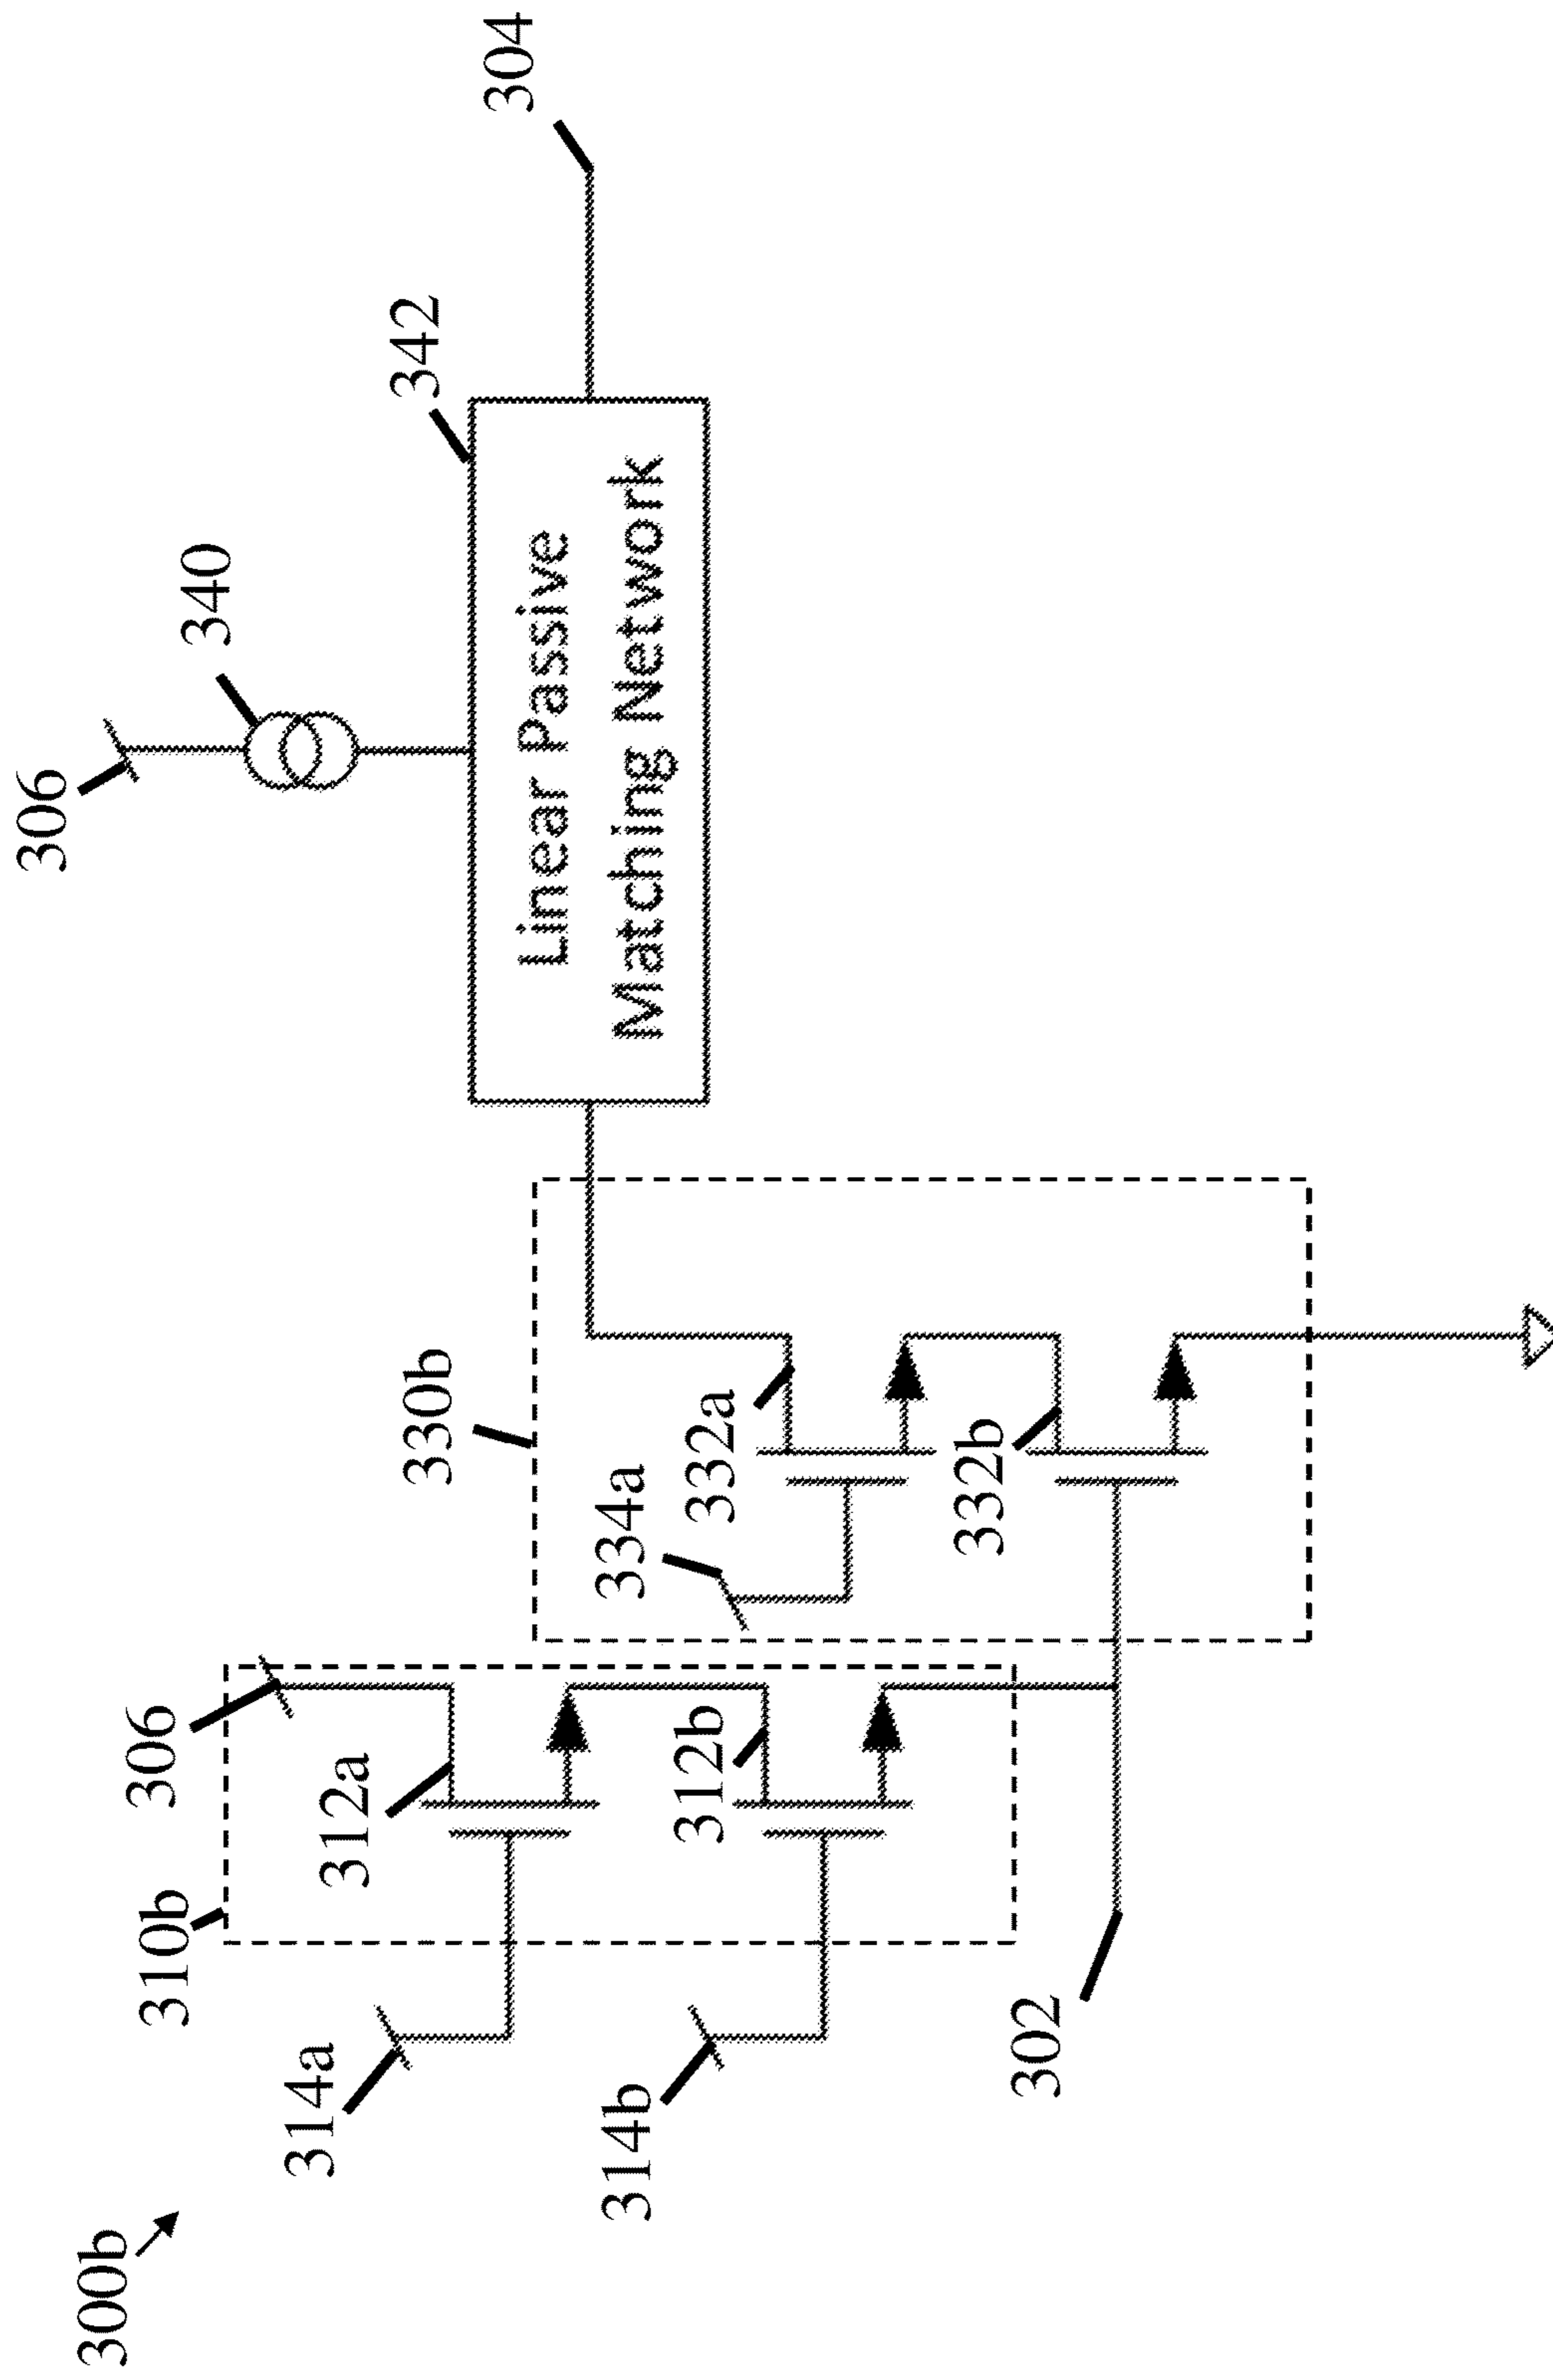 300b
306
340
304
342
Linear Passive
Matching Network
310b
306
330b
314a
312a
334a
332a
314b
312b
332b
302